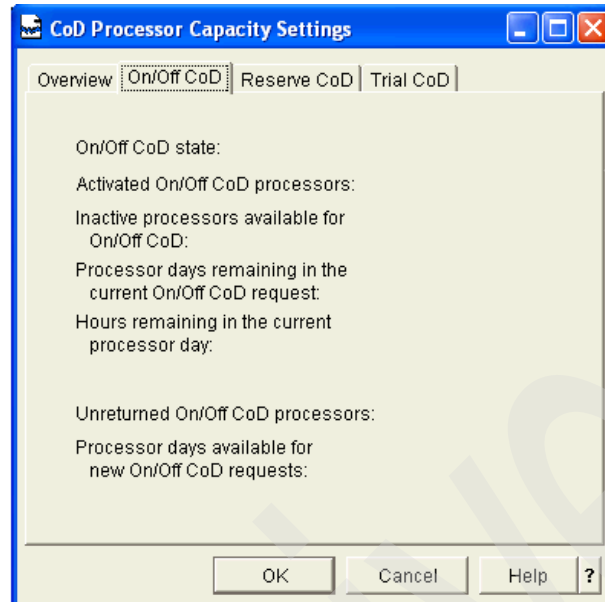 CoD Processor Capacity Settings
Overview On/Off CoD Reserve CoD Trial CoD
On/Off CoD state:
Activated On/Off CoD processors:
Inactive processors available for
On/Off CoD:
Processor days remaining in the
current On/Off CoD request:
Hours remaining in the current
processor day:
Unreturned On/Off CoD processors:
Processor days available for
new On/Off CoD requests:
OK Cancel Help ?